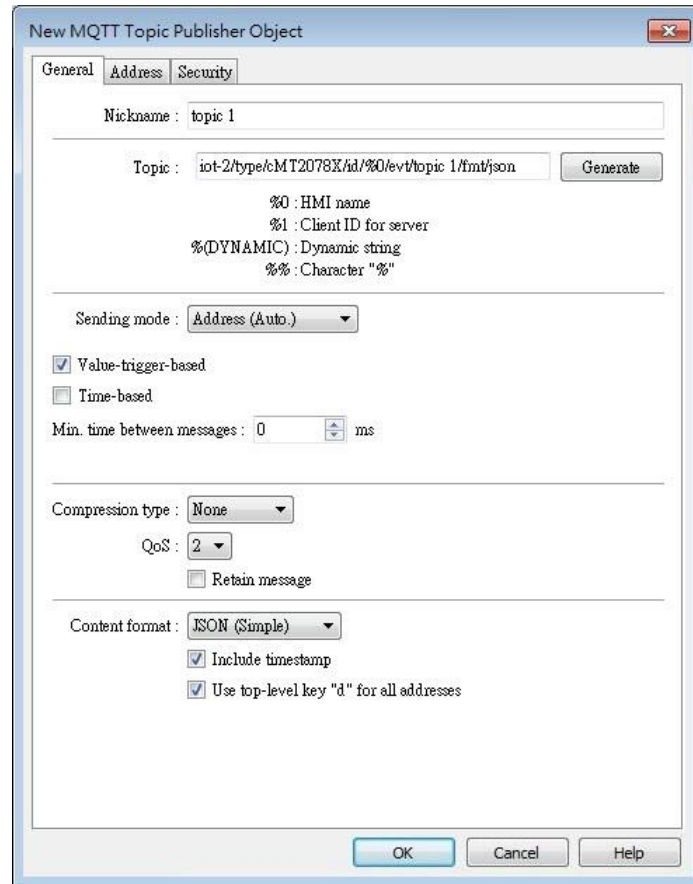 New MQTT Topic Publisher Object
General Address Security
Nickname : topic 1
Topic : iot-2/type/cMT2078X/id/%0/evt/topic 1/fmt/json Generate
%0 : HMI name
%1 : Client ID for server
%(DYNAMIC) : Dynamic string
%% : Character "%"
Sending mode : Address (Auto.)
Value-trigger-based
Time-based
Min. time between messages : 0 ms
Compression type : None
QoS : 2
Retain message
Content format : JSON (Simple)
Include timestamp
Use top-level key "d" for all addresses
OK Cancel Help